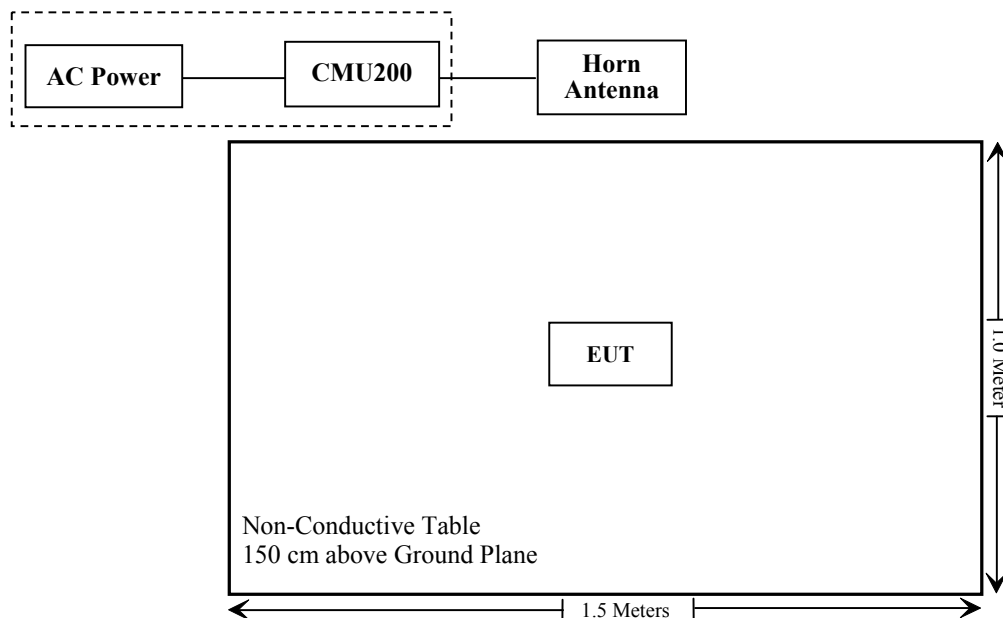 AC Power
CMU200
Horn
Antenna
EUT
1.0 Meter
Non-Conductive Table
150 cm above Ground Plane
1.5 Meters